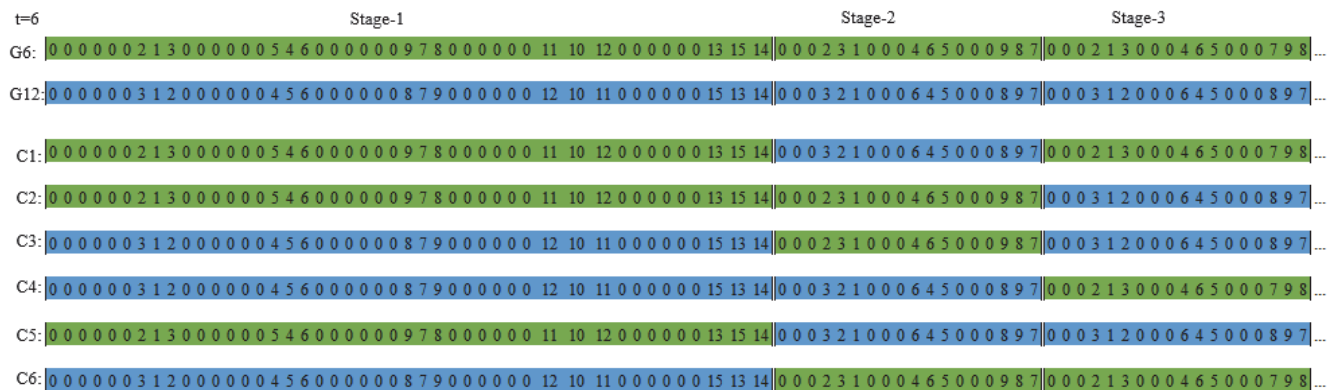 t=6 Stage-1 Stage-2 Stage-3
G6: 0 0 0 0 0 0 2 1 3 0 0 0 0 0 0 5 4 6 0 0 0 0 0 0 9 7 8 0 0 0 0 0 0 11 10 12 0 0 0 0 0 0 13 15 14 0 0 0 2 3 1 0 0 0 4 6 5 0 0 0 9 8 7 0 0 0 2 1 3 0 0 0 4 6 5 0 0 0 7 9 8 ...
G12: 0 0 0 0 0 0 3 1 2 0 0 0 0 0 0 4 5 6 0 0 0 0 0 0 8 7 9 0 0 0 0 0 0 12 10 11 0 0 0 0 0 0 15 13 14 0 0 0 3 2 1 0 0 0 6 4 5 0 0 0 8 9 7 0 0 0 3 1 2 0 0 0 6 4 5 0 0 0 8 9 7 ...
C1: 0 0 0 0 0 0 2 1 3 0 0 0 0 0 0 5 4 6 0 0 0 0 0 0 9 7 8 0 0 0 0 0 0 11 10 12 0 0 0 0 0 0 13 15 14 0 0 0 3 2 1 0 0 0 6 4 5 0 0 0 8 9 7 0 0 0 2 1 3 0 0 0 4 6 5 0 0 0 7 9 8 ...
C2: 0 0 0 0 0 0 2 1 3 0 0 0 0 0 0 5 4 6 0 0 0 0 0 0 9 7 8 0 0 0 0 0 0 11 10 12 0 0 0 0 0 0 13 15 14 0 0 0 2 3 1 0 0 0 4 6 5 0 0 0 9 8 7 0 0 0 3 1 2 0 0 0 6 4 5 0 0 0 8 9 7 ...
C3: 0 0 0 0 0 0 3 1 2 0 0 0 0 0 0 4 5 6 0 0 0 0 0 0 8 7 9 0 0 0 0 0 0 12 10 11 0 0 0 0 0 0 15 13 14 0 0 0 2 3 1 0 0 0 4 6 5 0 0 0 9 8 7 0 0 0 3 1 2 0 0 0 6 4 5 0 0 0 8 9 7 ...
C4: 0 0 0 0 0 0 3 1 2 0 0 0 0 0 0 4 5 6 0 0 0 0 0 0 8 7 9 0 0 0 0 0 0 12 10 11 0 0 0 0 0 0 15 13 14 0 0 0 3 2 1 0 0 0 6 4 5 0 0 0 8 9 7 0 0 0 2 1 3 0 0 0 4 6 5 0 0 0 7 9 8 ...
C5: 0 0 0 0 0 0 2 1 3 0 0 0 0 0 0 5 4 6 0 0 0 0 0 0 9 7 8 0 0 0 0 0 0 11 10 12 0 0 0 0 0 0 13 15 14 0 0 0 3 2 1 0 0 0 6 4 5 0 0 0 8 9 7 0 0 0 3 1 2 0 0 0 6 4 5 0 0 0 8 9 7 ...
C6: 0 0 0 0 0 0 3 1 2 0 0 0 0 0 0 4 5 6 0 0 0 0 0 0 8 7 9 0 0 0 0 0 0 12 10 11 0 0 0 0 0 0 15 13 14 0 0 0 2 3 1 0 0 0 4 6 5 0 0 0 9 8 7 0 0 0 2 1 3 0 0 0 4 6 5 0 0 0 7 9 8 ...